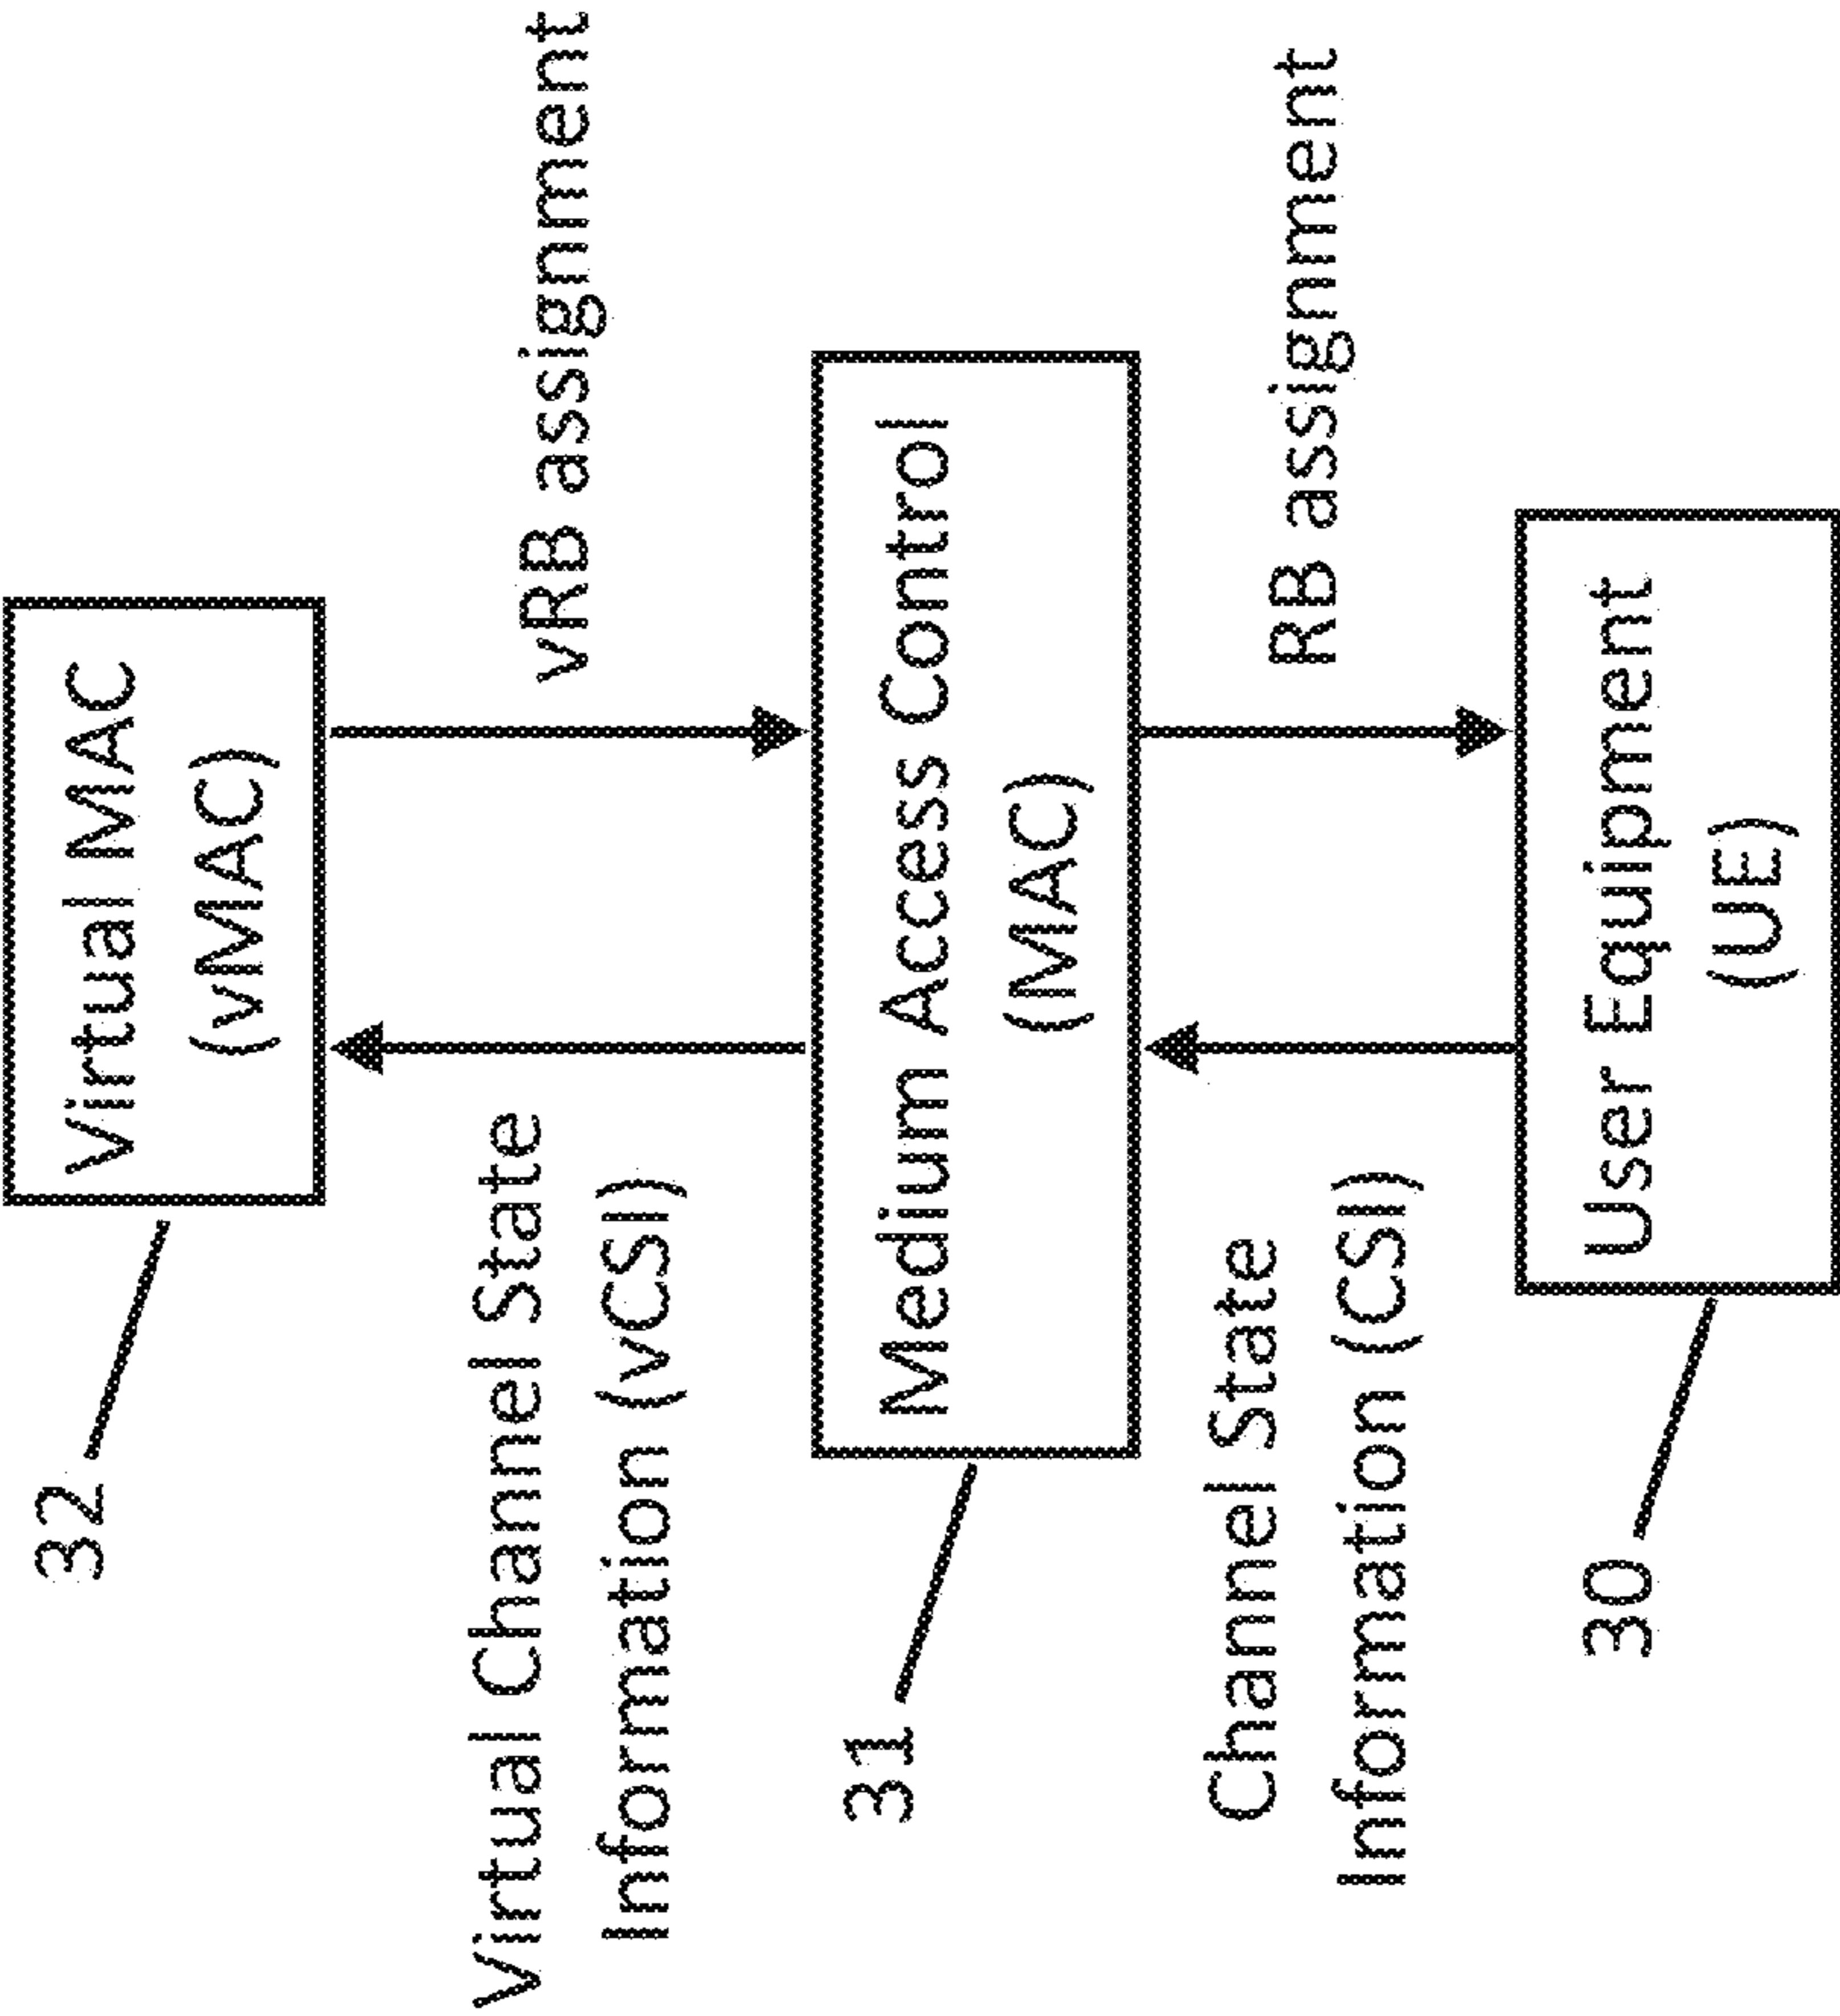 32
Virtual MAC
(vMAC)
Virtual Channel State
Information (vCSI)
vRB assignment
31
Medium Access Control
(MAC)
Channel State
Information (CSI)
RB assignment
30
User Equipment
(UE)